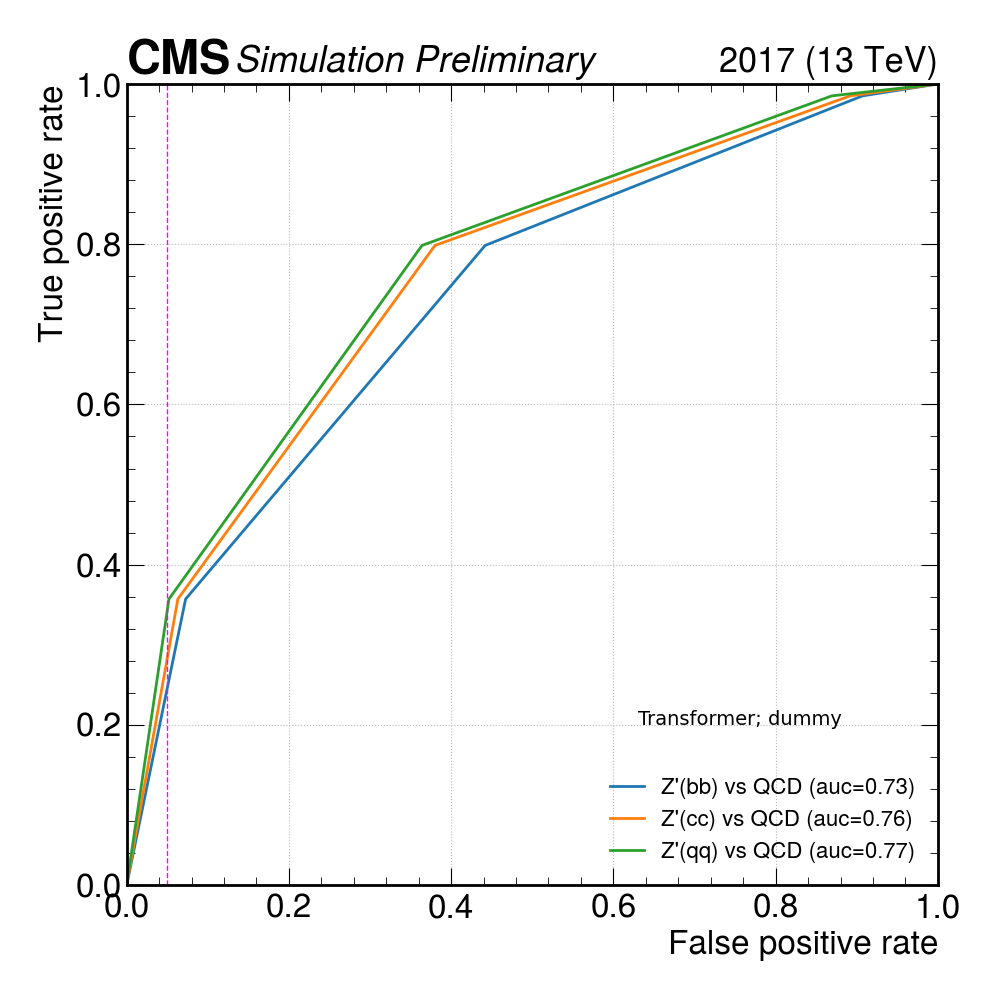 CMS Simulation Preliminary 2017 (13 TeV)
True positive rate
1.0
0.8
0.6
0.4
0.2
0.0
Transformer; dummy
Z'(bb) vs QCD (auc=0.73)
Z'(cc) vs QCD (auc=0.76)
Z'(qq) vs QCD (auc=0.77)
0.0 0.2 0.4 0.6 0.8 1.0
False positive rate